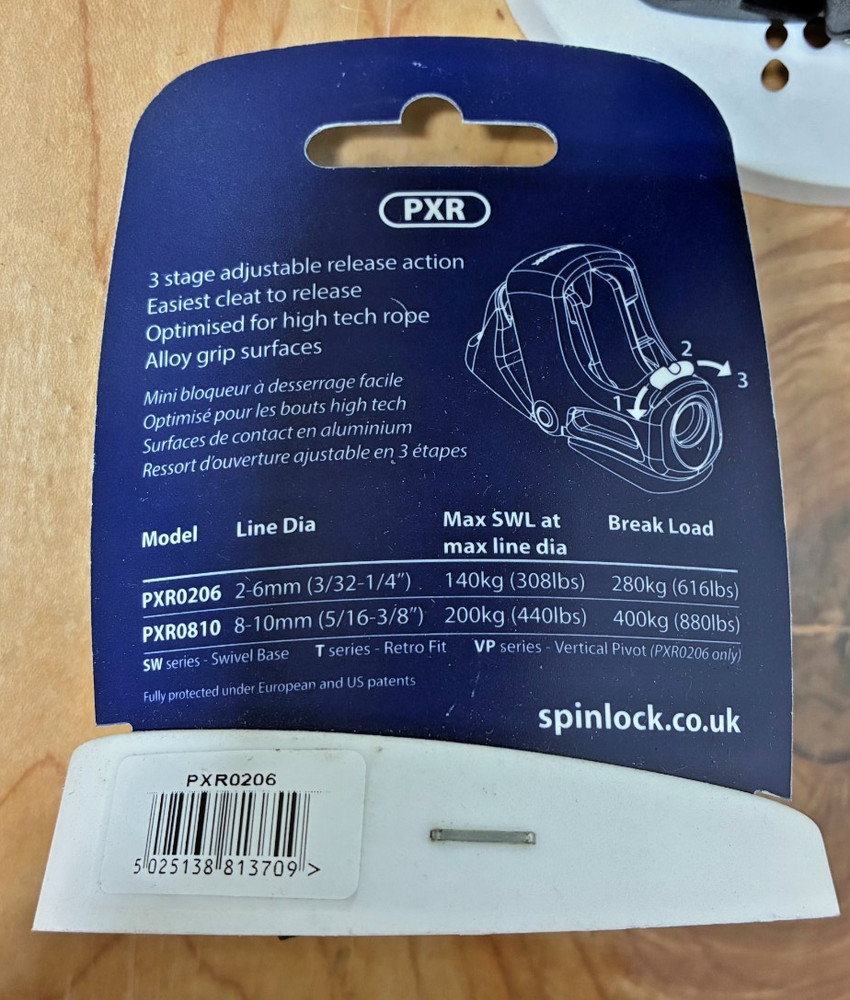 PXR
3 stage adjustable release action
Easiest cleat to release
Optimised for high tech rope
Alloy grip surfaces
Mini bloqueur à desserrage facile
Optimisé pour les bouts high tech
Surfaces de contact en aluminium
Ressort d'ouverture ajustable en 3 étapes
1
2
3
Model Line Dia Max SWL at max line dia Break Load
PXR0206 2-6mm (3/32-1/4") 140kg (308lbs) 280kg (616lbs)
PXR0810 8-10mm (5/16-3/8") 200kg (440lbs) 400kg (880lbs)
SW series - Swivel Base T series - Retro Fit VP series - Vertical Pivot (PXR0206 only)
Fully protected under European and US patents
spinlock.co.uk
PXR0206
5 025138 813709 >